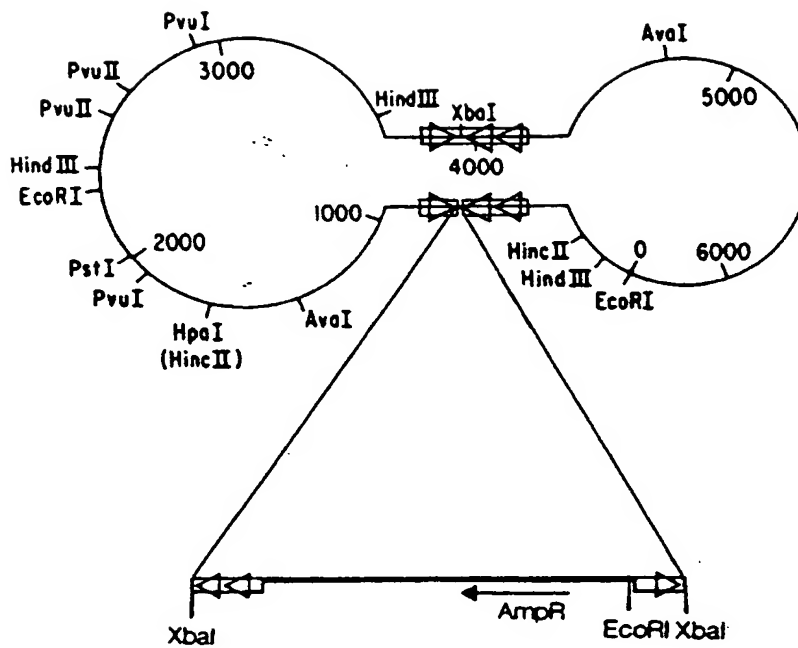 PvuI
3000
PvuII
PvuII
HindIII
XbaI
4000
AvaI
5000
HindIII
EcoRI
1000
2000
PstI
PvuI
HpaI
(HincII)
AvaI
HincII
HindIII
0
EcoRI
6000
AmpR
XbaI
EcoRI XbaI